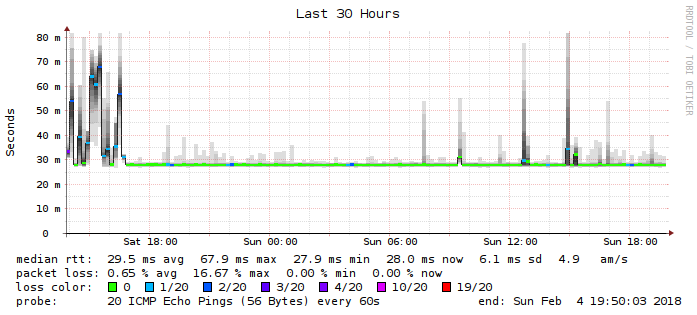 Last 30 Hours
RRDTOOL / TOBI OETIKER
Seconds
80 m
70 m
60 m
50 m
40 m
30 m
20 m
10 m
0
Sat 18:00 Sun 00:00 Sun 06:00 Sun 12:00 Sun 18:00
median rtt: 29.5 ms avg 67.9 ms max 27.9 ms min 28.0 ms now 6.1 ms sd 4.9 am/s
packet loss: 0.65 % avg 16.67 % max 0.00 % min 0.00 % now
loss color: 0 1/20 2/20 3/20 4/20 10/20 19/20
probe: 20 ICMP Echo Pings (56 Bytes) every 60s end: Sun Feb 4 19:50:03 2018